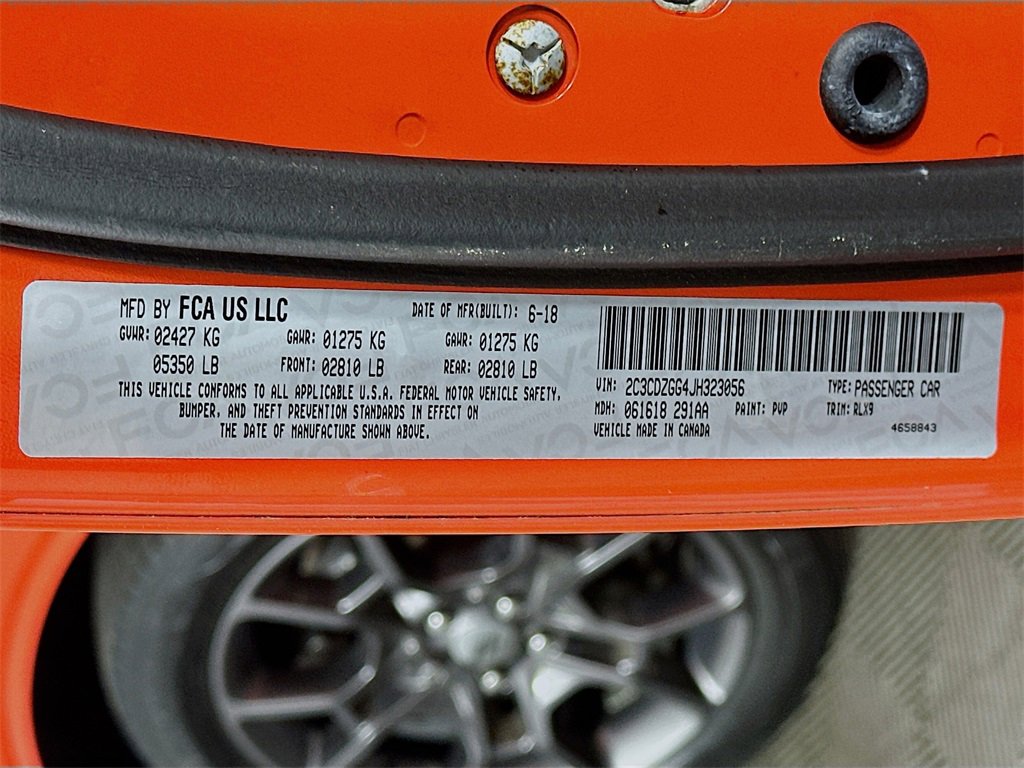 MFD BY FCA US LLC DATE OF MFR(BUILT): 6-18
GVWR: 02427 KG GAWR: 01275 KG GAWR: 01275 KG
05350 LB FRONT: 02810 LB REAR: 02810 LB
THIS VEHICLE CONFORMS TO ALL APPLICABLE U.S.A. FEDERAL MOTOR VEHICLE SAFETY,
BUMPER, AND THEFT PREVENTION STANDARDS IN EFFECT ON
THE DATE OF MANUFACTURE SHOWN ABOVE.
VIN: 2C3CDZGG4JH323056 TYPE: PASSENGER CAR
MDH: 061618 291AA PAINT: PVP TRIM: RLX9
VEHICLE MADE IN CANADA 4658843